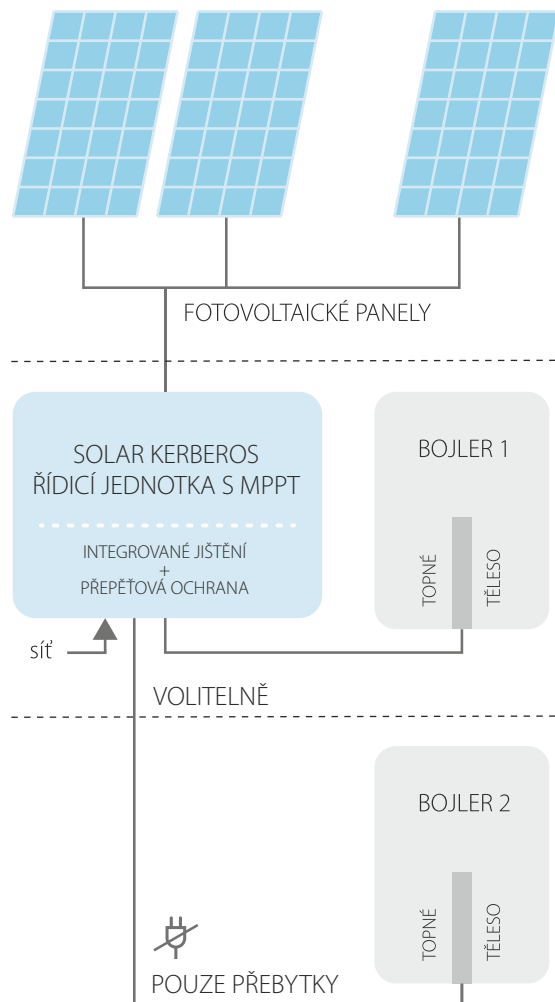 FOTOVOLTAICKÉ PANELY
SOLAR KERBEROS
ŘÍDICÍ JEDNOTKA S MPPT
INTEGROVANÉ JIŠTĚNÍ
+
PŘEPĚŤOVÁ OCHRANA
BOJLER 1
TOPNÉ
TĚLESO
síť
VOLITELNĚ
BOJLER 2
TOPNÉ
TĚLESO
POUZE PŘEBYTKY